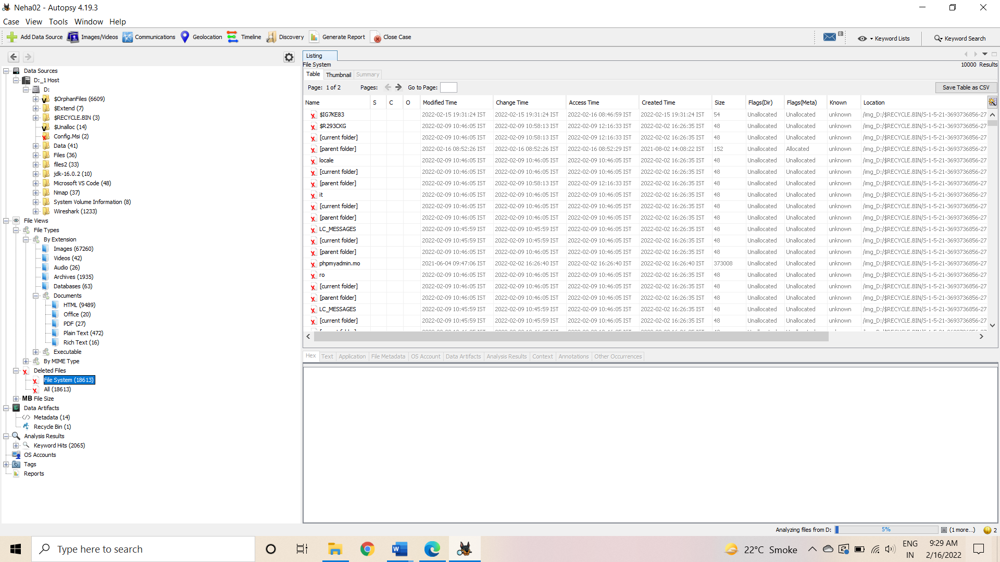 Neha02 - Autopsy 4.19.3
Case View Tools Window Help
Add Data Source Images/Videos Communications Geolocation Timeline Discovery Generate Report Close Case 8 Keyword Lists Keyword Search
Data Sources
D:_1 Host
D:
$OrphanFiles (6609)
$Extend (7)
$RECYCLE.BIN (3)
$Unalloc (14)
Config.Msi (2)
Data (41)
Files (36)
files2 (33)
jdk-16.0.2 (10)
Microsoft VS Code (48)
Nmap (37)
System Volume Information (8)
Wireshark (1233)
File Views
File Types
By Extension
Images (67260)
Videos (42)
Audio (26)
Archives (1935)
Databases (63)
Documents
HTML (9489)
Office (20)
PDF (27)
Plain Text (472)
Rich Text (16)
Executable
By MIME Type
Deleted Files
File System (18613)
All (18613)
MB File Size
Data Artifacts
Metadata (14)
Recycle Bin (1)
Analysis Results
Keyword Hits (2065)
OS Accounts
Tags
Reports
Listing
File System 10000 Results
Table Thumbnail Summary
Page: 1 of 2 Pages: Go to Page: Save Table as CSV
Name S C O Modified Time Change Time Access Time Created Time Size Flags(Dir) Flags(Meta) Known Location
$IG7KE83 2022-02-15 19:31:24 IST 2022-02-15 19:31:24 IST 2022-02-16 08:46:59 IST 2022-02-15 19:31:24 IST 54 Unallocated Unallocated unknown /img_D:/$RECYCLE.BIN/S-1-5-21-3693736856-27
$R293CKG 2022-02-09 10:46:05 IST 2022-02-09 10:58:13 IST 2022-02-09 12:16:33 IST 2022-02-02 16:26:35 IST 48 Unallocated Unallocated unknown /img_D:/$RECYCLE.BIN/S-1-5-21-3693736856-27
[current folder] 2022-02-09 10:46:05 IST 2022-02-09 10:58:13 IST 2022-02-09 12:16:33 IST 2022-02-02 16:26:35 IST 48 Unallocated Unallocated unknown /img_D:/$RECYCLE.BIN/S-1-5-21-3693736856-27
[parent folder] 2022-02-16 08:52:26 IST 2022-02-16 08:52:26 IST 2022-02-16 08:52:29 IST 2021-08-02 14:08:22 IST 152 Unallocated Allocated unknown /img_D:/$RECYCLE.BIN/S-1-5-21-3693736856-27
locale 2022-02-09 10:46:05 IST 2022-02-09 10:46:05 IST 2022-02-09 10:46:05 IST 2022-02-02 16:26:35 IST 48 Unallocated Unallocated unknown /img_D:/$RECYCLE.BIN/S-1-5-21-3693736856-27
[current folder] 2022-02-09 10:46:05 IST 2022-02-09 10:46:05 IST 2022-02-09 10:46:05 IST 2022-02-02 16:26:35 IST 48 Unallocated Unallocated unknown /img_D:/$RECYCLE.BIN/S-1-5-21-3693736856-27
[parent folder] 2022-02-09 10:46:05 IST 2022-02-09 10:58:13 IST 2022-02-09 12:16:33 IST 2022-02-02 16:26:35 IST 48 Unallocated Unallocated unknown /img_D:/$RECYCLE.BIN/S-1-5-21-3693736856-27
it 2022-02-09 10:46:05 IST 2022-02-09 10:46:05 IST 2022-02-09 10:46:05 IST 2022-02-02 16:26:35 IST 48 Unallocated Unallocated unknown /img_D:/$RECYCLE.BIN/S-1-5-21-3693736856-27
[current folder] 2022-02-09 10:46:05 IST 2022-02-09 10:46:05 IST 2022-02-09 10:46:05 IST 2022-02-02 16:26:35 IST 48 Unallocated Unallocated unknown /img_D:/$RECYCLE.BIN/S-1-5-21-3693736856-27
[parent folder] 2022-02-09 10:46:05 IST 2022-02-09 10:46:05 IST 2022-02-09 10:46:05 IST 2022-02-02 16:26:35 IST 48 Unallocated Unallocated unknown /img_D:/$RECYCLE.BIN/S-1-5-21-3693736856-27
LC_MESSAGES 2022-02-09 10:45:59 IST 2022-02-09 10:45:59 IST 2022-02-09 10:46:05 IST 2022-02-02 16:26:35 IST 48 Unallocated Unallocated unknown /img_D:/$RECYCLE.BIN/S-1-5-21-3693736856-27
[current folder] 2022-02-09 10:45:59 IST 2022-02-09 10:45:59 IST 2022-02-09 10:46:05 IST 2022-02-02 16:26:35 IST 48 Unallocated Unallocated unknown /img_D:/$RECYCLE.BIN/S-1-5-21-3693736856-27
[parent folder] 2022-02-09 10:46:05 IST 2022-02-09 10:46:05 IST 2022-02-09 10:46:05 IST 2022-02-02 16:26:35 IST 48 Unallocated Unallocated unknown /img_D:/$RECYCLE.BIN/S-1-5-21-3693736856-27
phpmyadmin.mo 2021-06-04 09:47:06 IST 2022-02-02 16:26:40 IST 2022-02-02 16:26:40 IST 2022-02-02 16:26:40 IST 373008 Unallocated Unallocated unknown /img_D:/$RECYCLE.BIN/S-1-5-21-3693736856-27
ro 2022-02-09 10:46:05 IST 2022-02-09 10:46:05 IST 2022-02-09 10:46:05 IST 2022-02-02 16:26:35 IST 48 Unallocated Unallocated unknown /img_D:/$RECYCLE.BIN/S-1-5-21-3693736856-27
[current folder] 2022-02-09 10:46:05 IST 2022-02-09 10:46:05 IST 2022-02-09 10:46:05 IST 2022-02-02 16:26:35 IST 48 Unallocated Unallocated unknown /img_D:/$RECYCLE.BIN/S-1-5-21-3693736856-27
[parent folder] 2022-02-09 10:46:05 IST 2022-02-09 10:46:05 IST 2022-02-09 10:46:05 IST 2022-02-02 16:26:35 IST 48 Unallocated Unallocated unknown /img_D:/$RECYCLE.BIN/S-1-5-21-3693736856-27
LC_MESSAGES 2022-02-09 10:45:59 IST 2022-02-09 10:45:59 IST 2022-02-09 10:46:05 IST 2022-02-02 16:26:35 IST 48 Unallocated Unallocated unknown /img_D:/$RECYCLE.BIN/S-1-5-21-3693736856-27
[current folder] 2022-02-09 10:45:59 IST 2022-02-09 10:45:59 IST 2022-02-09 10:46:05 IST 2022-02-02 16:26:35 IST 48 Unallocated Unallocated unknown /img_D:/$RECYCLE.BIN/S-1-5-21-3693736856-27
Hex Text Application File Metadata OS Account Data Artifacts Analysis Results Context Annotations Other Occurrences
Analyzing files from D: 5% (1 more...) 2
Type here to search 22°C Smoke ENG IN 9:29 AM 2/16/2022